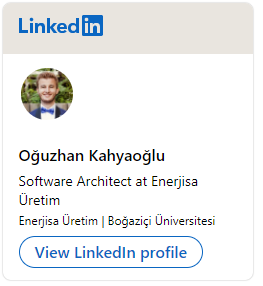 Linkedin
Oğuzhan Kahyaoğlu
Software Architect at Enerjisa
Üretim
Enerjisa Üretim | Boğaziçi Üniversitesi
View LinkedIn profile